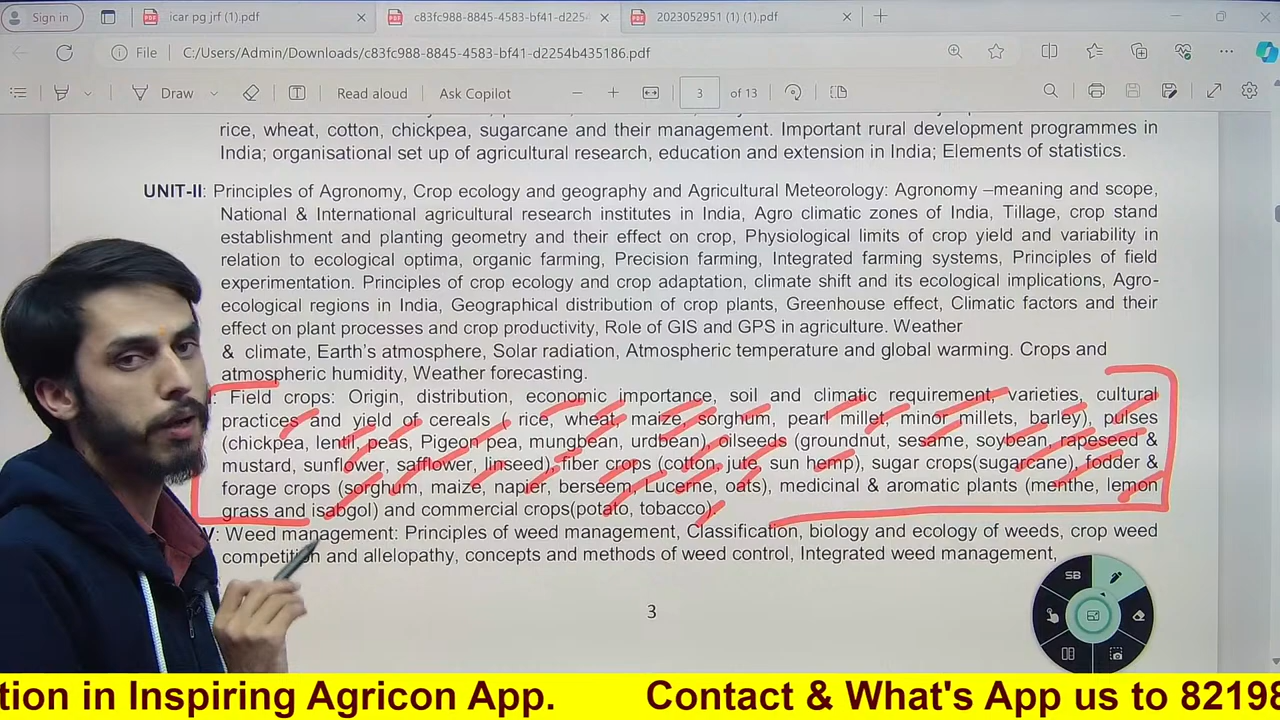 Sign in
icar pg jrf (1).pdf
c83fc988-8845-4583-bf41-d2254
2023052951 (1) (1).pdf
File
C:/Users/Admin/Downloads/c83fc988-8845-4583-bf41-d2254b435186.pdf
Draw
Read aloud
Ask Copilot
3
of 13
rice, wheat, cotton, chickpea, sugarcane and their management. Important rural development programmes in
India; organisational set up of agricultural research, education and extension in India; Elements of statistics.
UNIT-II: Principles of Agronomy, Crop ecology and geography and Agricultural Meteorology: Agronomy –meaning and scope,
National & International agricultural research institutes in India, Agro climatic zones of India, Tillage, crop stand
establishment and planting geometry and their effect on crop, Physiological limits of crop yield and variability in
relation to ecological optima, organic farming, Precision farming, Integrated farming systems, Principles of field
experimentation. Principles of crop ecology and crop adaptation, climate shift and its ecological implications, Agro-
ecological regions in India, Geographical distribution of crop plants, Greenhouse effect, Climatic factors and their
effect on plant processes and crop productivity, Role of GIS and GPS in agriculture. Weather
& climate, Earth's atmosphere, Solar radiation, Atmospheric temperature and global warming. Crops and
atmospheric humidity, Weather forecasting.
: Field crops: Origin, distribution, economic importance, soil and climatic requirement, varieties, cultural
practices and yield of cereals ( rice, wheat, maize, sorghum, pearl millet, minor millets, barley), pulses
(chickpea, lentil, peas, Pigeon pea, mungbean, urdbean), oilseeds (groundnut, sesame, soybean, rapeseed &
mustard, sunflower, safflower, linseed), fiber crops (cotton, jute, sun hemp), sugar crops(sugarcane), fodder &
forage crops (sorghum, maize, napier, berseem, Lucerne, oats), medicinal & aromatic plants (menthe, lemon
grass and isabgol) and commercial crops(potato, tobacco).
V: Weed management: Principles of weed management, Classification, biology and ecology of weeds, crop weed
competition and allelopathy, concepts and methods of weed control, Integrated weed management,
3
SB
tion in Inspiring Agricon App. Contact & What's App us to 8219